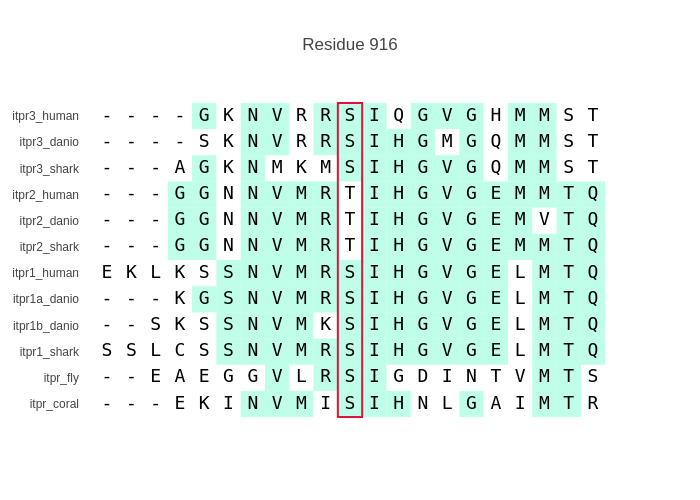 Residue 916
itpr3_human - - - - G K N V R R S I Q G V G H M M S T
itpr3_danio - - - - S K N V R R S I H G M G Q M M S T
itpr3_shark - - - A G K N M K M S I H G V G Q M M S T
itpr2_human - - - G G N N V M R T I H G V G E M M T Q
itpr2_danio - - - G G N N V M R T I H G V G E M V T Q
itpr2_shark - - - G G N N V M R T I H G V G E M M T Q
itpr1_human E K L K S S N V M R S I H G V G E L M T Q
itpr1a_danio - - - K G S N V M R S I H G V G E L M T Q
itpr1b_danio - - S K S S N V M K S I H G V G E L M T Q
itpr1_shark S S L C S S N V M R S I H G V G E L M T Q
itpr_fly - - E A E G G V L R S I G D I N T V M T S
itpr_coral - - - E K I N V M I S I H N L G A I M T R